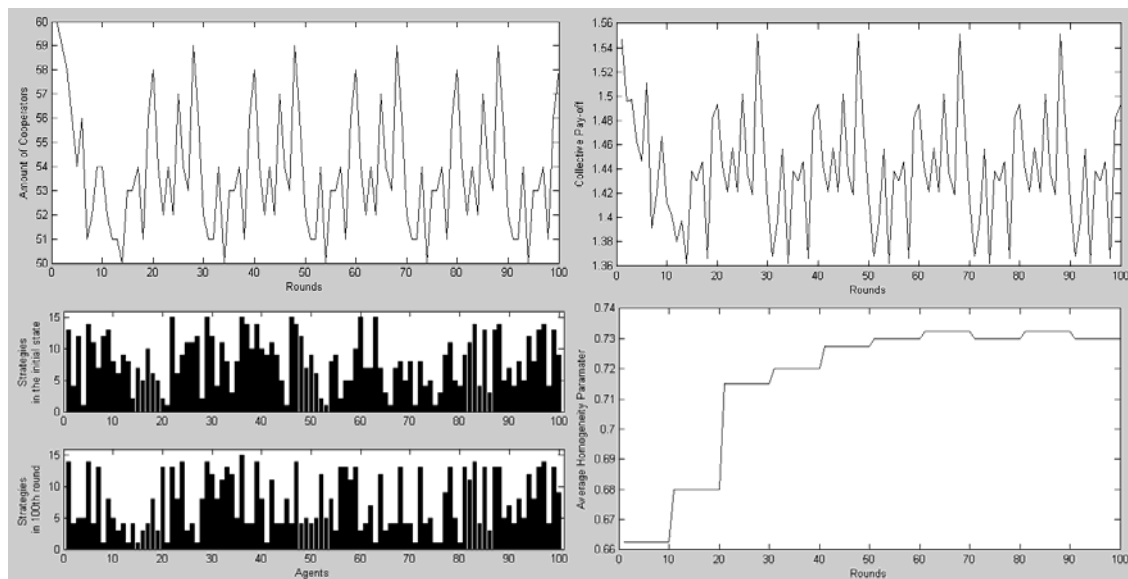 60
59
58
57
56
55
54
53
52
51
50
0 10 20 30 40 50 60 70 80 90 100
Rounds
Amount of Cooperators
1.56
1.54
1.52
1.5
1.48
1.46
1.44
1.42
1.4
1.38
1.36
0 10 20 30 40 50 60 70 80 90 100
Rounds
Collective Pay-off
15
10
5
0
0 10 20 30 40 50 60 70 80 90 100
Strategies
in the initial state
15
10
5
0
0 10 20 30 40 50 60 70 80 90 100
Agents
Strategies
in 100th round
0.74
0.73
0.72
0.71
0.7
0.69
0.68
0.67
0.66
0 10 20 30 40 50 60 70 80 90 100
Rounds
Average Homogeneity Paramater